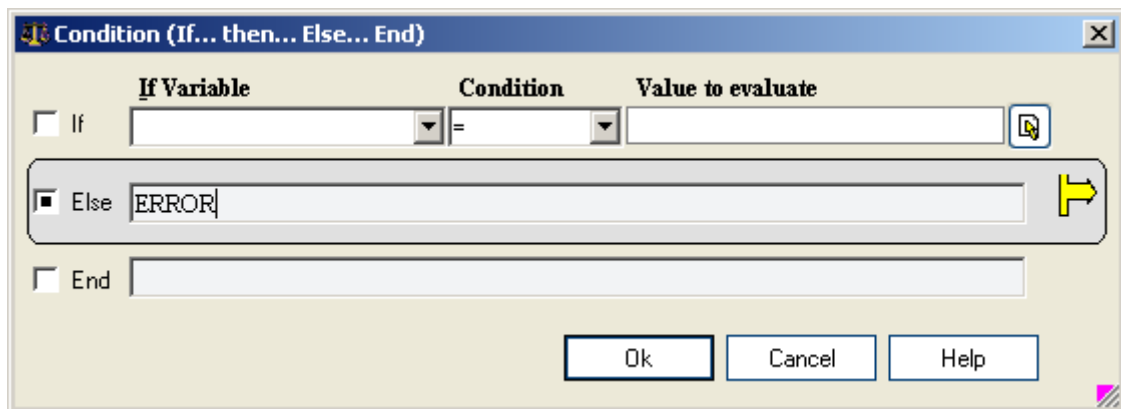 Condition (If... then... Else... End)
If Variable Condition Value to evaluate
If =
Else ERROR
End
Ok Cancel Help